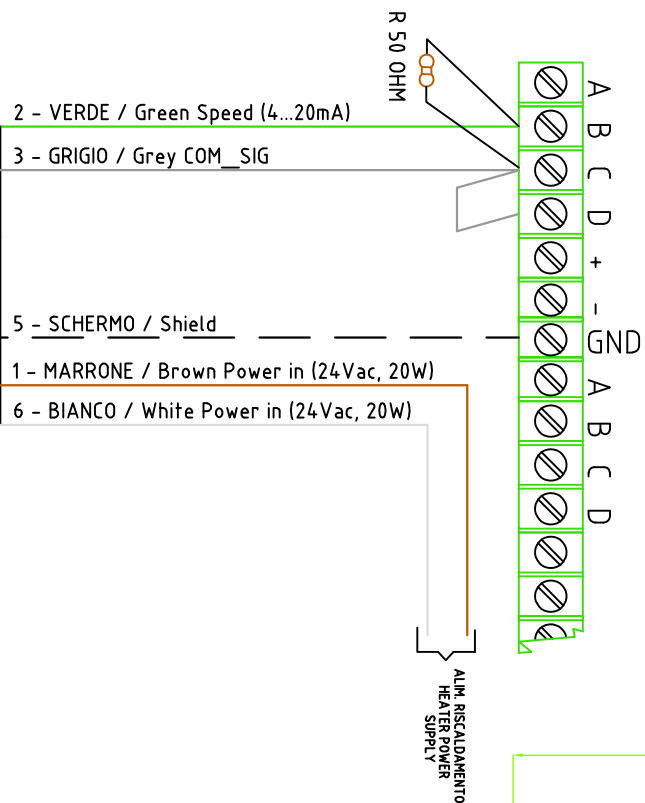 R 50 OHM
2 - VERDE / Green Speed (4...20mA)
3 - GRIGIO / Grey COM__SIG
5 - SCHERMO / Shield
1 - MARRONE / Brown Power in (24Vac, 20W)
6 - BIANCO / White Power in (24Vac, 20W)
A
B
C
D
+
-
GND
A
B
C
D
ALIM. RISCALDAMENTO
HEATER POWER
SUPPLY